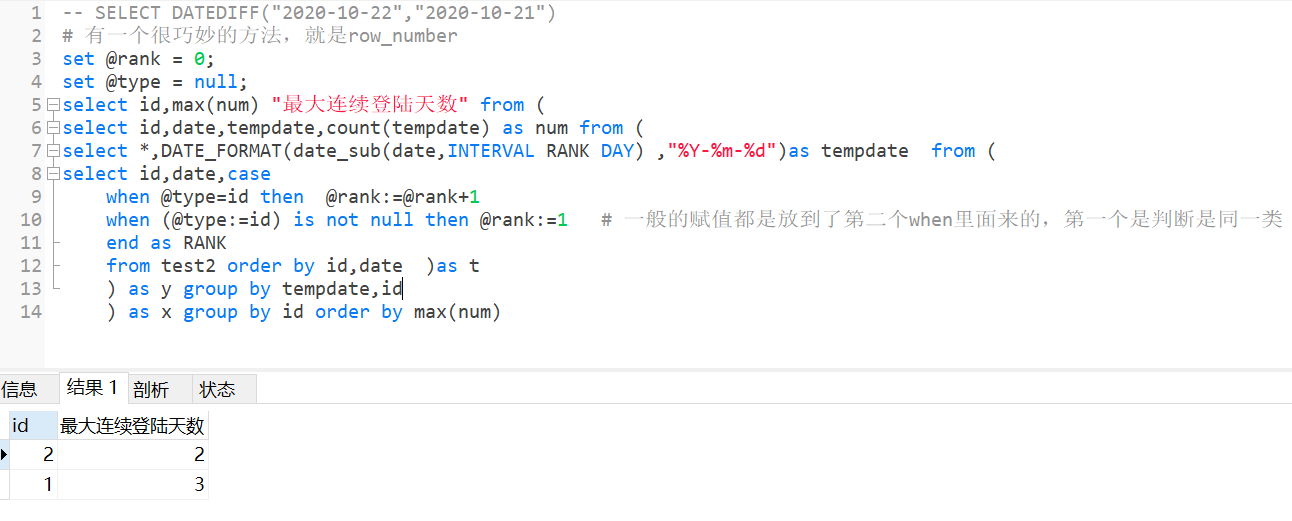 1 -- SELECT DATEDIFF("2020-10-22","2020-10-21")
2 # 有一个很巧妙的方法，就是row_number
3 set @rank = 0;
4 set @type = null;
5 select id,max(num) "最大连续登陆天数" from (
6 select id,date,tempdate,count(tempdate) as num from (
7 select *,DATE_FORMAT(date_sub(date,INTERVAL RANK DAY) ,"%Y-%m-%d")as tempdate  from (
8 select id,date,case
9     when @type=id then  @rank:=@rank+1
10     when (@type:=id) is not null then @rank:=1   # 一般的赋值都是放到了第二个when里面来的，第一个是判断是同一类
11     end as RANK
12     from test2 order by id,date  )as t
13     ) as y group by tempdate,id
14     ) as x group by id order by max(num)
信息 结果 1 剖析 状态
id 最大连续登陆天数
2 2
1 3